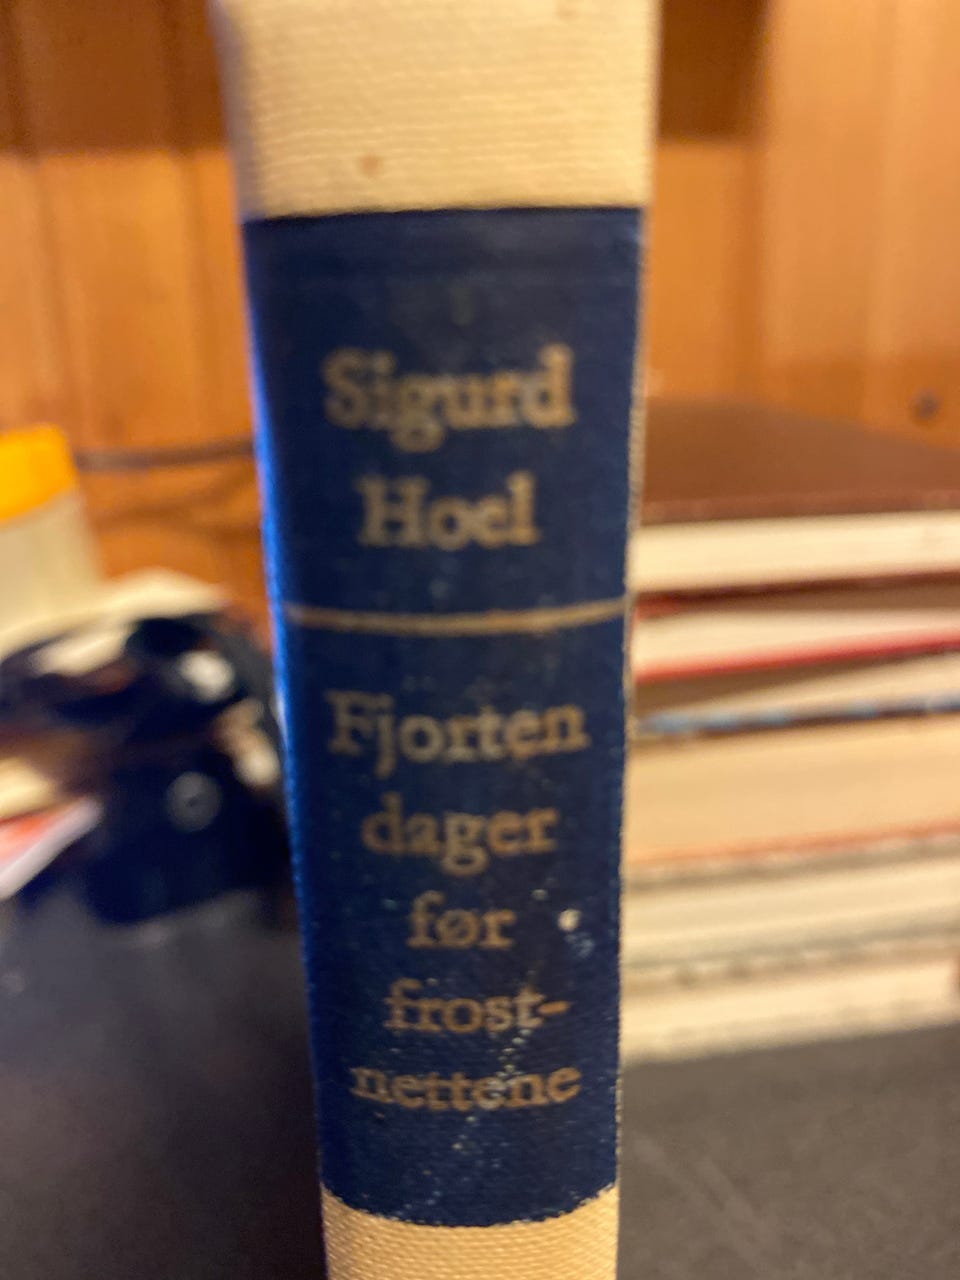 Sigurd
Hoel
Fjorten
dager
før
frost-
nettene